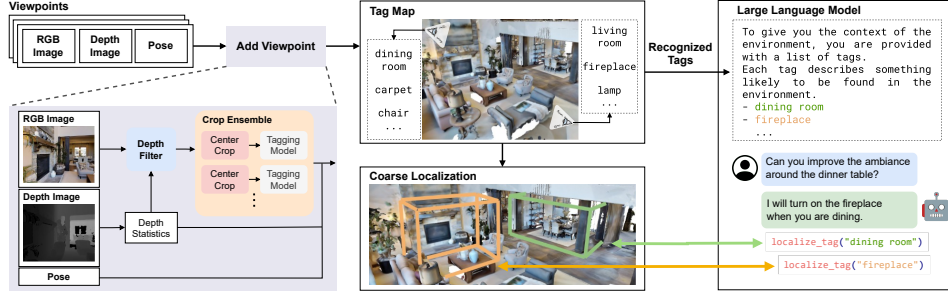 Viewpoints
RGB
Image
Depth
Image
Pose
Add Viewpoint
RGB Image
Depth Image
Pose
Depth
Filter
Depth
Statistics
Crop Ensemble
Center
Crop
Tagging
Model
Center
Crop
Tagging
Model
Tag Map
dining
room
carpet
chair
...
living
room
fireplace
lamp
...
Recognized
Tags
Coarse Localization
Large Language Model
To give you the context of the
environment, you are provided
with a list of tags.
Each tag describes something
likely to be found in the
environment.
- dining room
- fireplace
...
Can you improve the ambiance
around the dinner table?
I will turn on the fireplace
when you are dining.
localize_tag("dining room")
localize_tag("fireplace")